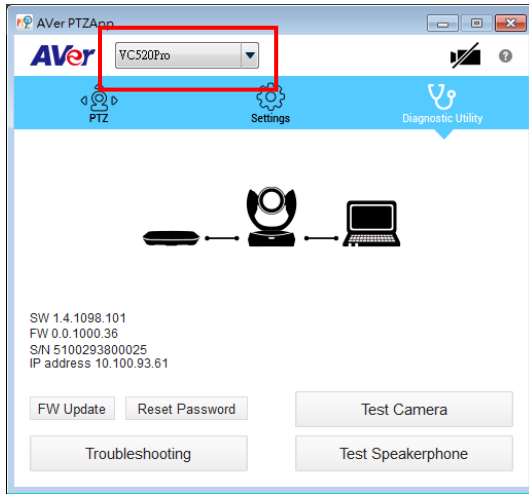 AVer PTZApp
AVer VC520Pro ?
PTZ Settings Diagnostic Utility
SW 1.4.1098.101
FW 0.0.1000.36
S/N 5100293800025
IP address 10.100.93.61
FW Update Reset Password Test Camera
Troubleshooting Test Speakerphone